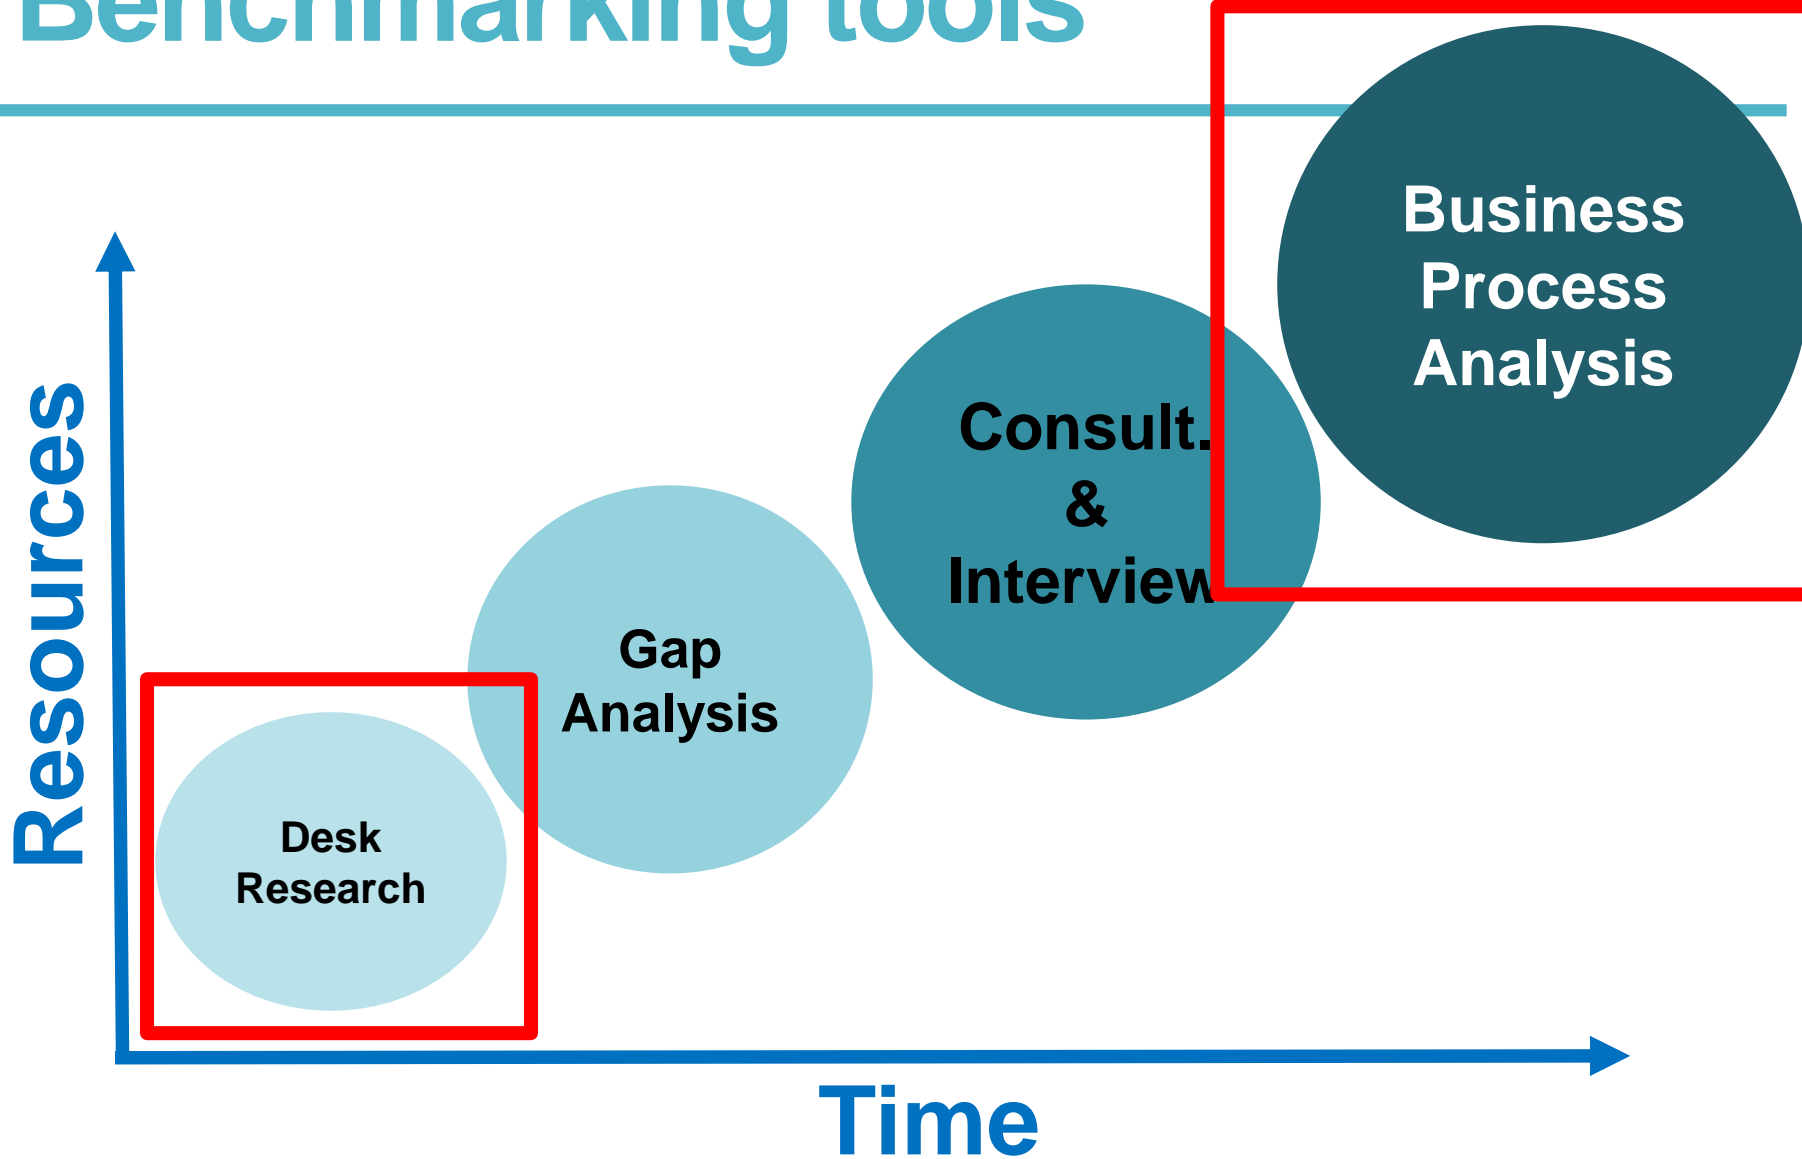 Benchmarking tools
Business
Process
Analysis
Consult.
&
Interview
Gap
Analysis
Desk
Research
Resources
Time